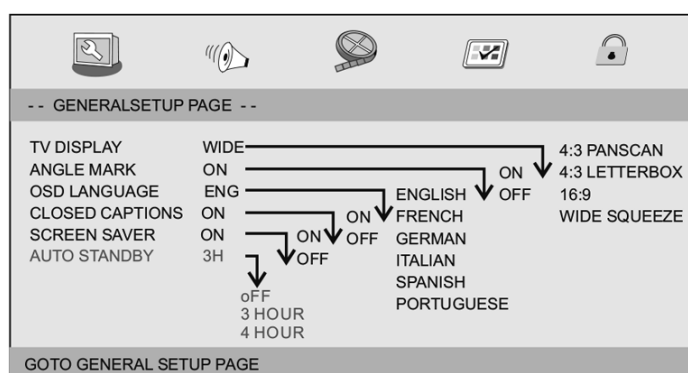 -- GENERALSETUP PAGE --
TV DISPLAY WIDE 4:3 PANSCAN
ANGLE MARK ON ON 4:3 LETTERBOX
OSD LANGUAGE ENG ENGLISH OFF 16:9
CLOSED CAPTIONS ON ON FRENCH WIDE SQUEEZE
SCREEN SAVER ON ON OFF GERMAN
AUTO STANDBY 3H OFF ITALIAN
SPANISH
oFF PORTUGUESE
3 HOUR
4 HOUR
GOTO GENERAL SETUP PAGE